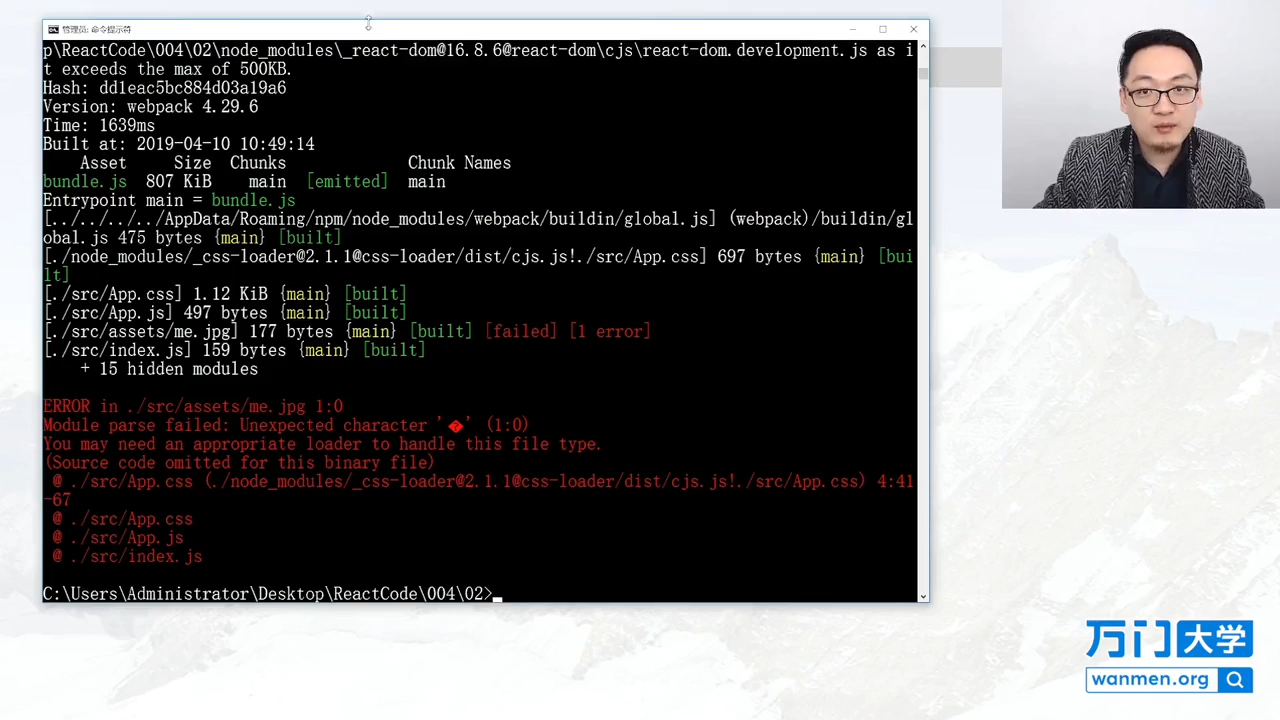 管理员: 命令提示符
p\ReactCode\004\02\node_modules\_react-dom@16.8.6@react-dom\cjs\react-dom.development.js as i
t exceeds the max of 500KB.
Hash: dd1eac5bc884d03a19a6
Version: webpack 4.29.6
Time: 1639ms
Built at: 2019-04-10 10:49:14
Asset Size Chunks Chunk Names
bundle.js 807 KiB main [emitted] main
Entrypoint main = bundle.js
[../../../../AppData/Roaming/npm/node_modules/webpack/buildin/global.js] (webpack)/buildin/gl
obal.js 475 bytes {main} [built]
[./node_modules/_css-loader@2.1.1@css-loader/dist/cjs.js!./src/App.css] 697 bytes {main} [bui
lt]
[./src/App.css] 1.12 KiB {main} [built]
[./src/App.js] 497 bytes {main} [built]
[./src/assets/me.jpg] 177 bytes {main} [built] [failed] [1 error]
[./src/index.js] 159 bytes {main} [built]
+ 15 hidden modules
ERROR in ./src/assets/me.jpg 1:0
Module parse failed: Unexpected character '�' (1:0)
You may need an appropriate loader to handle this file type.
(Source code omitted for this binary file)
@ ./src/App.css (./node_modules/_css-loader@2.1.1@css-loader/dist/cjs.js!./src/App.css) 4:41
-67
@ ./src/App.css
@ ./src/App.js
@ ./src/index.js
C:\Users\Administrator\Desktop\ReactCode\004\02>
万门大学
wanmen.org